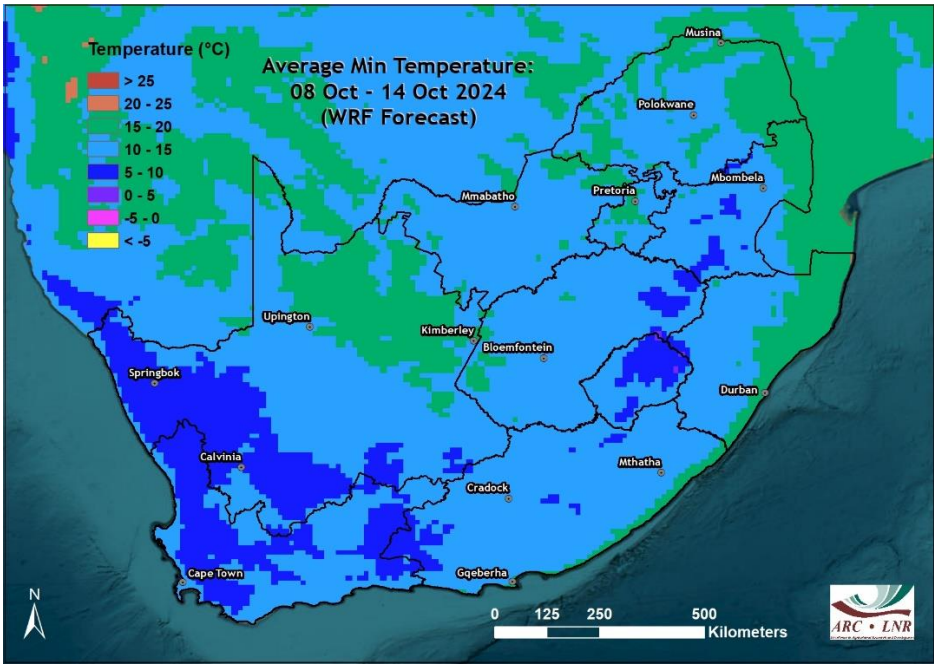 Temperature (°C)
> 25
20 - 25
15 - 20
10 - 15
5 - 10
0 - 5
-5 - 0
< -5
Average Min Temperature:
08 Oct - 14 Oct 2024
(WRF Forecast)
Musina
Polokwane
Mbombela
Pretoria
Mmabatho
Upington
Kimberley
Bloemfontein
Springbok
Durban
Calvinia
Mthatha
Cradock
Cape Town
Gqeberha
N
0 125 250 500
Kilometers
ARC • LNR